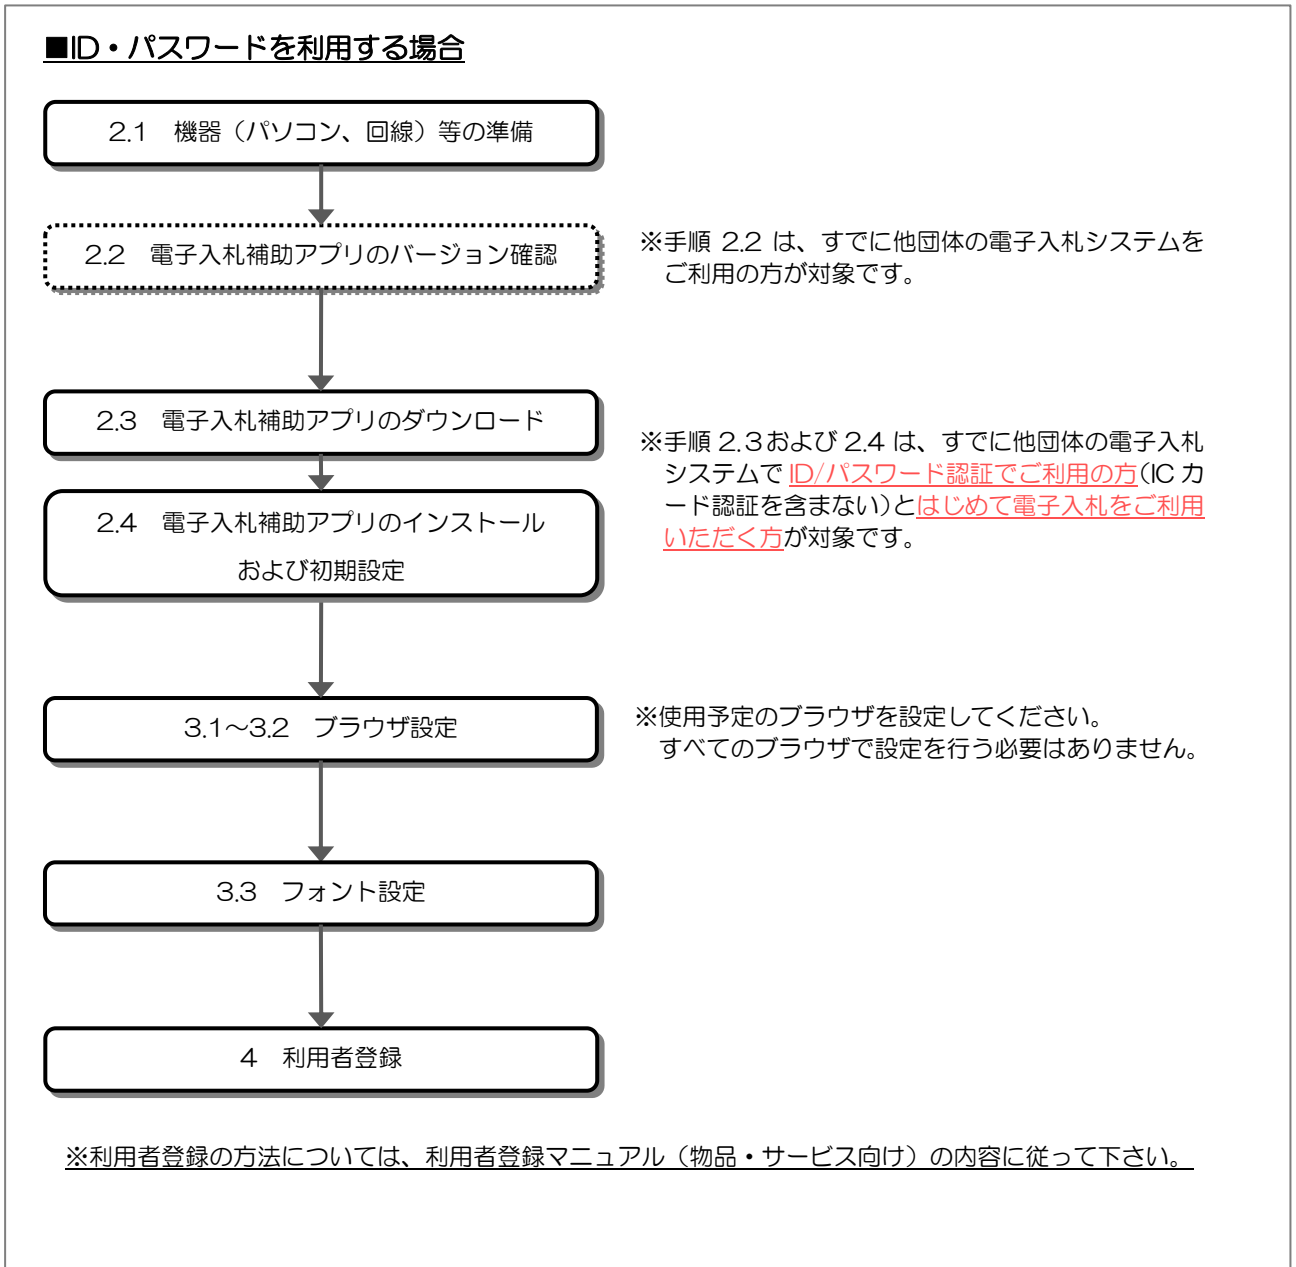 ■ID・パスワードを利用する場合
2.1　機器（パソコン、回線）等の準備
2.2　電子入札補助アプリのバージョン確認
※手順 2.2 は、すでに他団体の電子入札システムを
ご利用の方が対象です。
2.3　電子入札補助アプリのダウンロード
※手順 2.3および 2.4 は、すでに他団体の電子入札
システムで ID/パスワード認証でご利用の方(IC カ
ード認証を含まない)とはじめて電子入札をご利用
いただく方が対象です。
2.4　電子入札補助アプリのインストール
および初期設定
3.1～3.2　ブラウザ設定
※使用予定のブラウザを設定してください。
すべてのブラウザで設定を行う必要はありません。
3.3　フォント設定
4　利用者登録
※利用者登録の方法については、利用者登録マニュアル（物品・サービス向け）の内容に従って下さい。